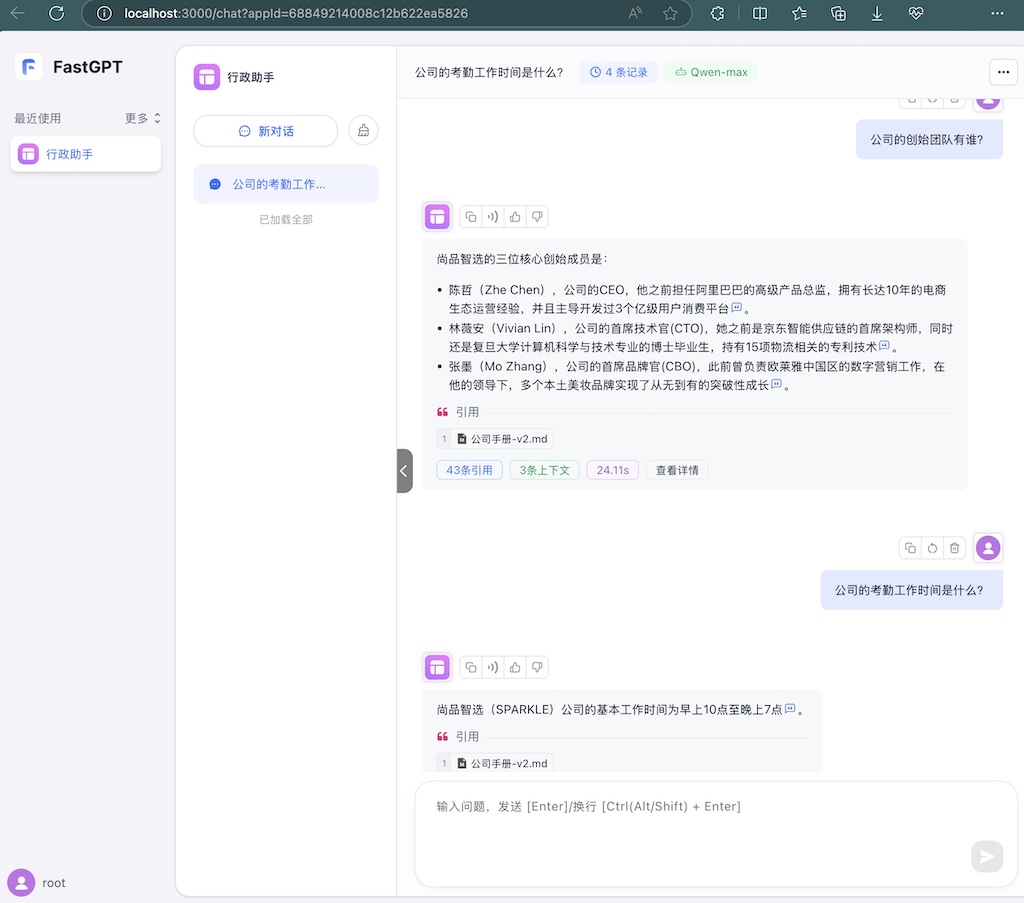 localhost:3000/chat?appId=68849214008c12b622ea5826
FastGPT
最近使用
更多
行政助手
root
行政助手
新对话
公司的考勤工作...
已加载全部
公司的考勤工作时间是什么?
4 条记录
Qwen-max
公司的创始团队有谁?
尚品智选的三位核心创始成员是:
• 陈哲（Zhe Chen），公司的CEO，他之前担任阿里巴巴的高级产品总监，拥有长达10年的电商
生态运营经验，并且主导开发过3个亿级用户消费平台。
• 林薇安（Vivian Lin），公司的首席技术官(CTO)，她之前是京东智能供应链的首席架构师，同时
还是复旦大学计算机科学与技术专业的博士毕业生，持有15项物流相关的专利技术。
• 张墨（Mo Zhang），公司的首席品牌官(CBO)，此前曾负责欧莱雅中国区的数字营销工作，在
他的领导下，多个本土美妆品牌实现了从无到有的突破性成长。
引用
1 公司手册-v2.md
43条引用 3条上下文 24.11s 查看详情
公司的考勤工作时间是什么?
尚品智选（SPARKLE）公司的基本工作时间为早上10点至晚上7点。
引用
1 公司手册-v2.md
输入问题，发送 [Enter]/换行 [Ctrl(Alt/Shift) + Enter]